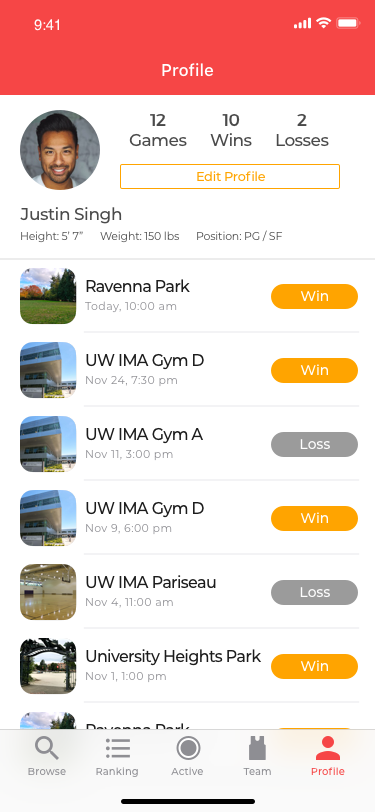 9:41
Profile
12 10 2
Games Wins Losses
Edit Profile
Justin Singh
Height: 5' 7" Weight: 150 lbs Position: PG / SF
Ravenna Park
Today, 10:00 am
Win
UW IMA Gym D
Nov 24, 7:30 pm
Win
UW IMA Gym A
Nov 11, 3:00 pm
Loss
UW IMA Gym D
Nov 9, 6:00 pm
Win
UW IMA Pariseau
Nov 4, 11:00 am
Loss
University Heights Park
Nov 1, 1:00 pm
Win
Ravenna Park
Browse Ranking Active Team Profile